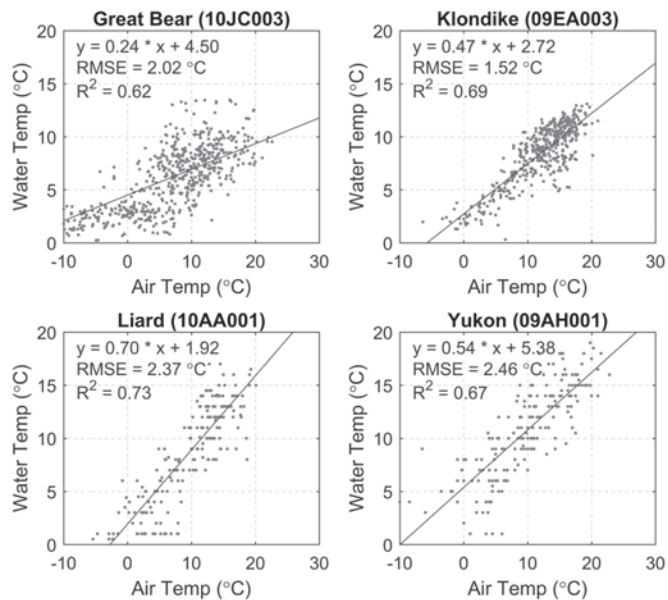 Great Bear (10JC003)
y = 0.24 * x + 4.50
RMSE = 2.02 °C
R² = 0.62
20
15
10
5
0
Water Temp (°C)
-10 0 10 20 30
Air Temp (°C)
Klondike (09EA003)
y = 0.47 * x + 2.72
RMSE = 1.52 °C
R² = 0.69
20
15
10
5
0
Water Temp (°C)
-10 0 10 20 30
Air Temp (°C)
Liard (10AA001)
y = 0.70 * x + 1.92
RMSE = 2.37 °C
R² = 0.73
20
15
10
5
0
Water Temp (°C)
-10 0 10 20 30
Air Temp (°C)
Yukon (09AH001)
y = 0.54 * x + 5.38
RMSE = 2.46 °C
R² = 0.67
20
15
10
5
0
Water Temp (°C)
-10 0 10 20 30
Air Temp (°C)